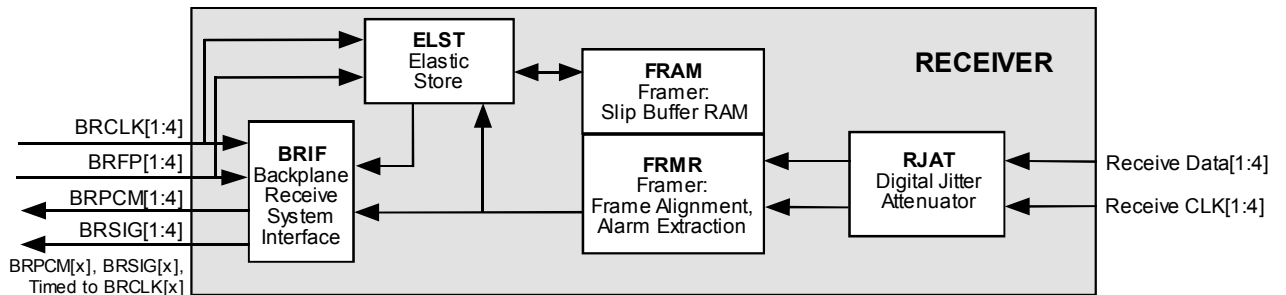 ELST
Elastic
Store
FRAM
Framer:
Slip Buffer RAM
RECEIVER
BRCLK[1:4]
BRFP[1:4]
BRPCM[1:4]
BRSIG[1:4]
BRPCM[x], BRSIG[x],
Timed to BRCLK[x]
BRIF
Backplane
Receive
System
Interface
FRMR
Framer:
Frame Alignment,
Alarm Extraction
RJAT
Digital Jitter
Attenuator
Receive Data[1:4]
Receive CLK[1:4]